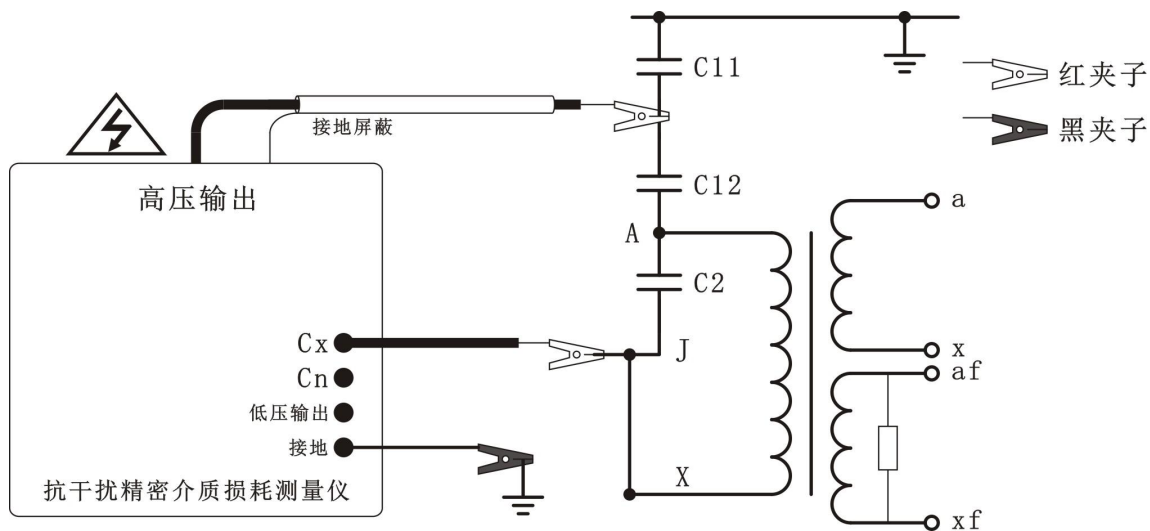 C11
红夹子
接地屏蔽
黑夹子
高压输出
C12
a
A
C2
Cx
J
x
Cn
af
低压输出
接地
X
抗干扰精密介质损耗测量仪
xf